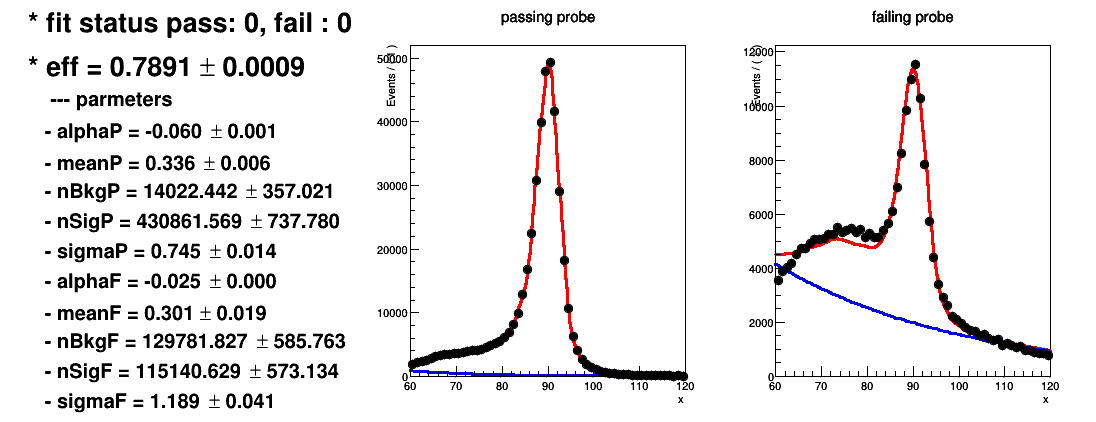 * fit status pass: 0, fail : 0
* eff = 0.7891 ± 0.0009
--- parmeters
- alphaP = -0.060 ± 0.001
- meanP = 0.336 ± 0.006
- nBkgP = 14022.442 ± 357.021
- nSigP = 430861.569 ± 737.780
- sigmaP = 0.745 ± 0.014
- alphaF = -0.025 ± 0.000
- meanF = 0.301 ± 0.019
- nBkgF = 129781.827 ± 585.763
- nSigF = 115140.629 ± 573.134
- sigmaF = 1.189 ± 0.041
passing probe
Events / ( )
50000
40000
30000
20000
10000
0
60 70 80 90 100 110 120
x
failing probe
Events / ( )
12000
10000
8000
6000
4000
2000
0
60 70 80 90 100 110 120
x